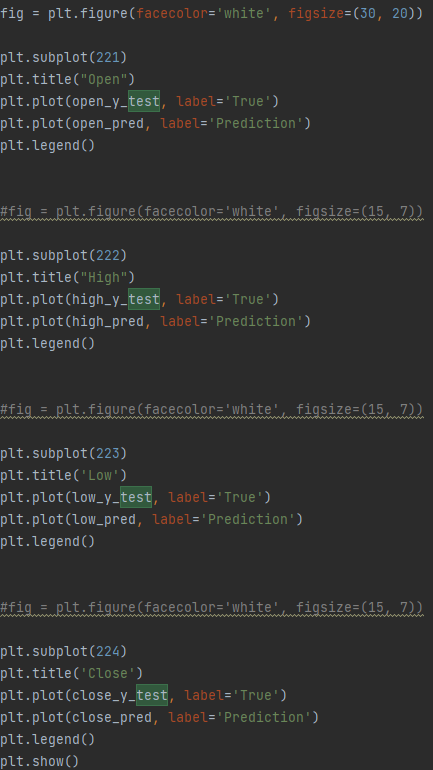 fig = plt.figure(facecolor='white', figsize=(30, 20))
plt.subplot(221)
plt.title("Open")
plt.plot(open_y_test, label='True')
plt.plot(open_pred, label='Prediction')
plt.legend()
#fig = plt.figure(facecolor='white', figsize=(15, 7))
plt.subplot(222)
plt.title("High")
plt.plot(high_y_test, label='True')
plt.plot(high_pred, label='Prediction')
plt.legend()
#fig = plt.figure(facecolor='white', figsize=(15, 7))
plt.subplot(223)
plt.title('Low')
plt.plot(low_y_test, label='True')
plt.plot(low_pred, label='Prediction')
plt.legend()
#fig = plt.figure(facecolor='white', figsize=(15, 7))
plt.subplot(224)
plt.title('Close')
plt.plot(close_y_test, label='True')
plt.plot(close_pred, label='Prediction')
plt.legend()
plt.show()